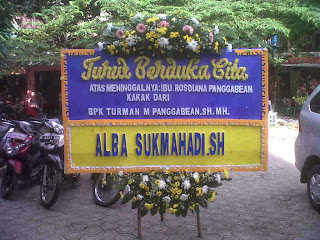 Turut Berduka Cita
ATAS MENINGGALNYA:IBU.ROSDIANA PANGGABEAN
KAKAK DARI
BPK TURMAN M PANGGABEAN,SH.MH.
ALBA SUKMAHADI.SH